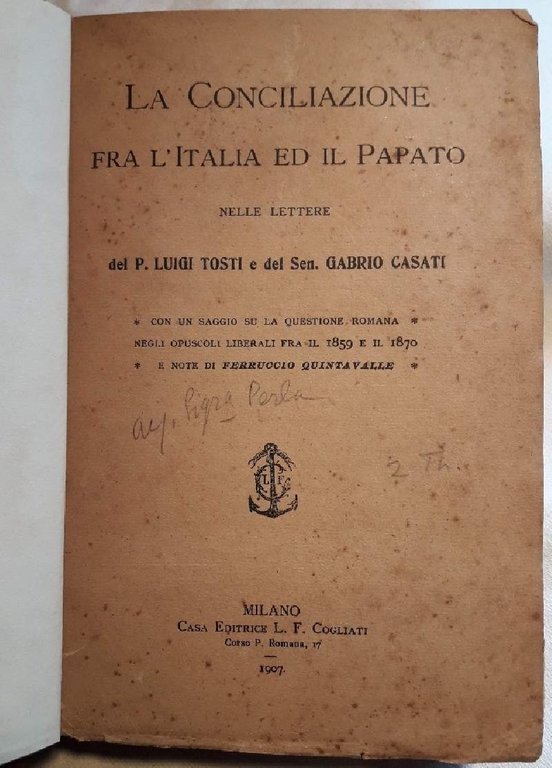 LA CONCILIAZIONE
FRA L'ITALIA ED IL PAPATO
NELLE LETTERE
del P. LUIGI TOSTI e del Sen. GABRIO CASATI
* CON UN SAGGIO SU LA QUESTIONE ROMANA *
NEGLI OPUSCOLI LIBERALI FRA IL 1859 E IL 1870
* E NOTE DI FERRUCCIO QUINTAVALLE *
Perla
L F
MILANO
CASA EDITRICE L. F. COGLIATI
Corso P. Romana, 17
1907.